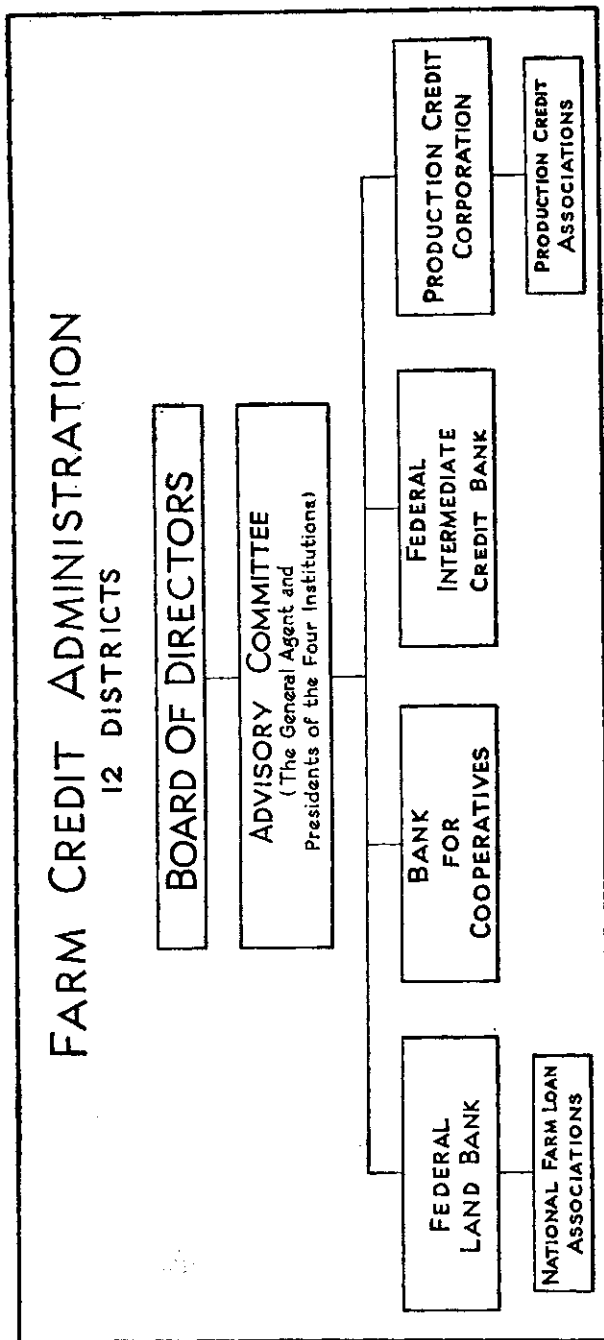 FARM CREDIT ADMINISTRATION
12 DISTRICTS
BOARD OF DIRECTORS
ADVISORY COMMITTEE
(The General Agent and
Presidents of the Four Institutions)
FEDERAL
LAND BANK
NATIONAL FARM LOAN
ASSOCIATIONS
BANK
FOR
COOPERATIVES
FEDERAL
INTERMEDIATE
CREDIT BANK
PRODUCTION CREDIT
CORPORATION
PRODUCTION CREDIT
ASSOCIATIONS